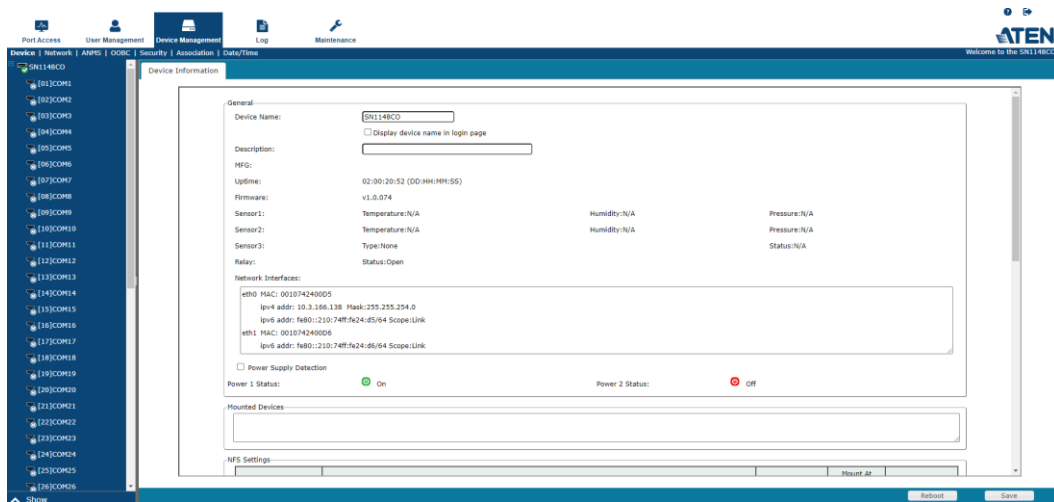 ATEN
Port Access User Management Device Management Log Maintenance
Device | Network | ANMS | OOBC | Security | Association | Date/Time
Welcome to the SN1148CO
SN1148CO
[01]COM1
[02]COM2
[03]COM3
[04]COM4
[05]COM5
[06]COM6
[07]COM7
[08]COM8
[09]COM9
[10]COM10
[11]COM11
[12]COM12
[13]COM13
[14]COM14
[15]COM15
[16]COM16
[17]COM17
[18]COM18
[19]COM19
[20]COM20
[21]COM21
[22]COM22
[23]COM23
[24]COM24
[25]COM25
[26]COM26
Show
Device Information
General
Device Name: SN1148CO
Display device name in login page
Description:
MFG:
Uptime: 02:00:20:52 (DD:HH:MM:SS)
Firmware: v1.0.074
Sensor1: Temperature:N/A Humidity:N/A Pressure:N/A
Sensor2: Temperature:N/A Humidity:N/A Pressure:N/A
Sensor3: Type:None Status:N/A
Relay: Status:Open
Network Interfaces:
eth0 MAC: 0010742400D5
ipv4 addr: 10.3.166.138 Mask:255.255.254.0
ipv6 addr: fe80::210:74ff:fe24:d5/64 Scope:Link
eth1 MAC: 0010742400D6
ipv6 addr: fe80::210:74ff:fe24:d6/64 Scope:Link
Power Supply Detection
Power 1 Status: On Power 2 Status: Off
Mounted Devices
NFS Settings
Mount At
Reboot Save